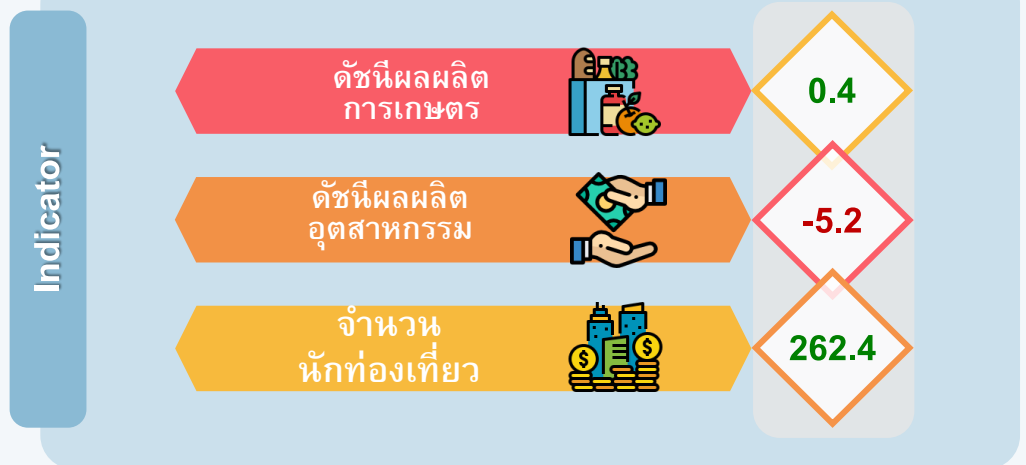 Indicator
ดัชนีผลผลิต
การเกษตร
0.4
ดัชนีผลผลิต
อุตสาหกรรม
-5.2
จำนวน
นักท่องเที่ยว
262.4